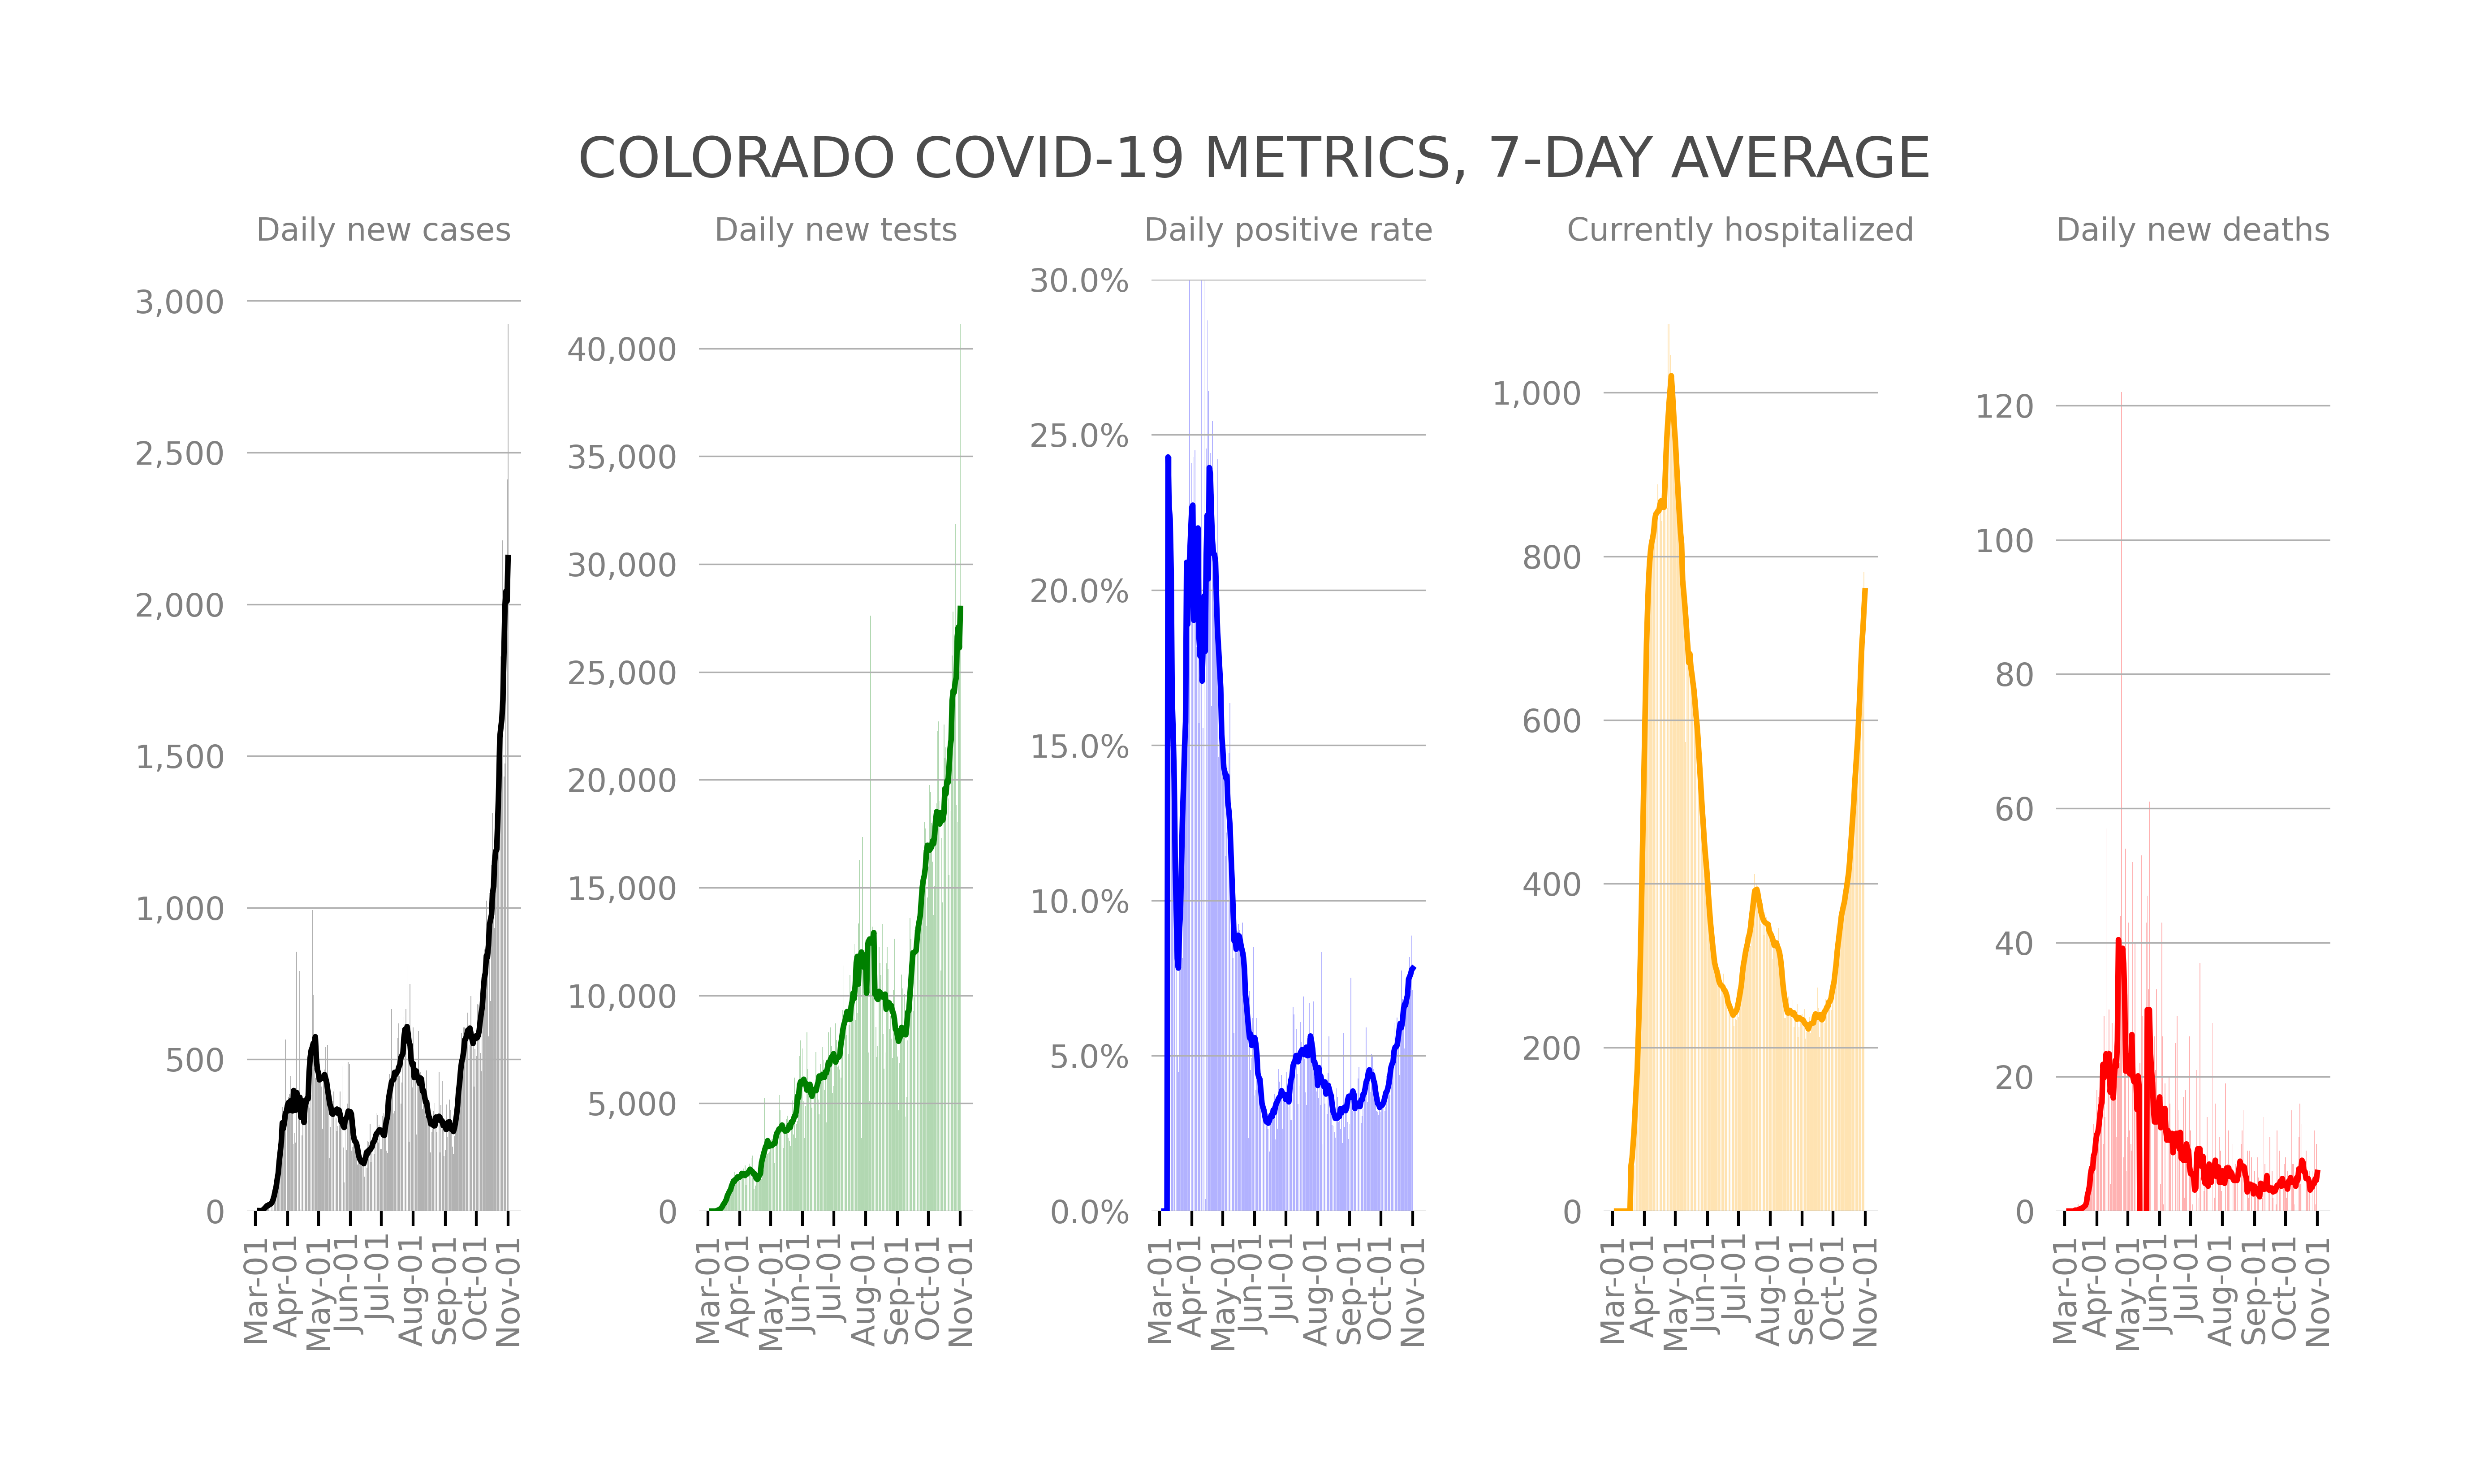 COLORADO COVID-19 METRICS, 7-DAY AVERAGE
Daily new cases
3,000
2,500
2,000
1,500
1,000
500
0
Mar-01
Apr-01
May-01
Jun-01
Jul-01
Aug-01
Sep-01
Oct-01
Nov-01
Daily new tests
40,000
35,000
30,000
25,000
20,000
15,000
10,000
5,000
0
Mar-01
Apr-01
May-01
Jun-01
Jul-01
Aug-01
Sep-01
Oct-01
Nov-01
Daily positive rate
30.0%
25.0%
20.0%
15.0%
10.0%
5.0%
0.0%
Mar-01
Apr-01
May-01
Jun-01
Jul-01
Aug-01
Sep-01
Oct-01
Nov-01
Currently hospitalized
1,000
800
600
400
200
0
Mar-01
Apr-01
May-01
Jun-01
Jul-01
Aug-01
Sep-01
Oct-01
Nov-01
Daily new deaths
120
100
80
60
40
20
0
Mar-01
Apr-01
May-01
Jun-01
Jul-01
Aug-01
Sep-01
Oct-01
Nov-01